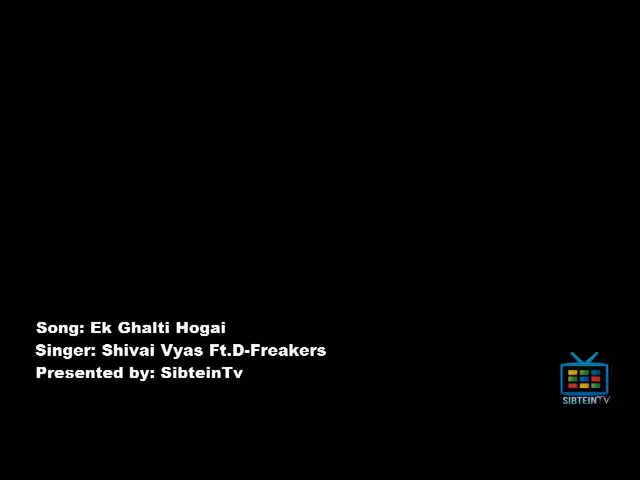 Song: Ek Ghalti Hogai
Singer: Shivai Vyas Ft.D-Freakers
Presented by: SibteinTv
SIBTEINTV